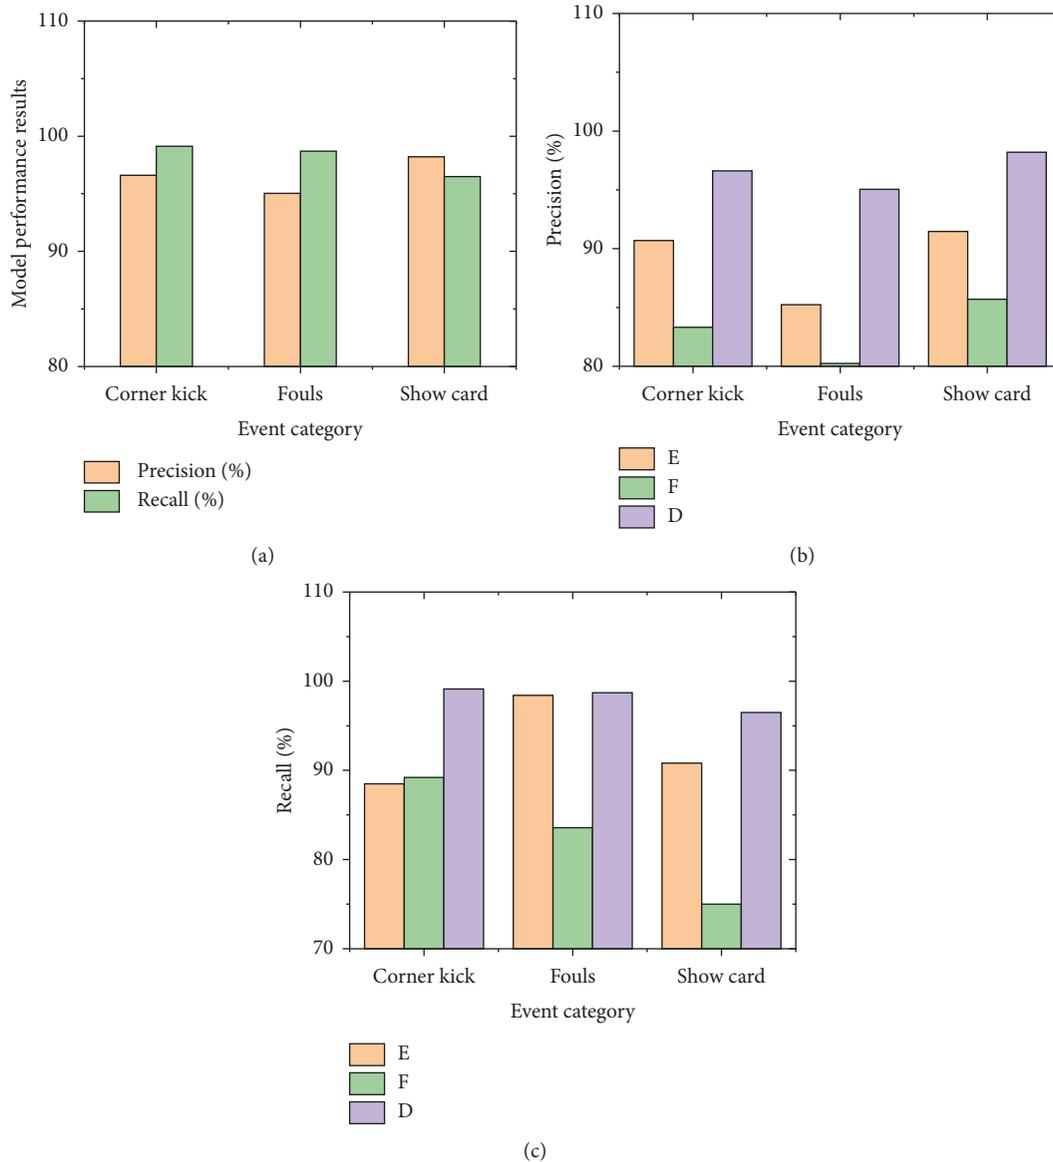 Model performance results
110
100
90
80
Corner kick
Fouls
Show card
Event category
Precision (%)
Recall (%)
(a)
Precision (%)
110
100
90
80
Corner kick
Fouls
Show card
Event category
E
F
D
(b)
Recall (%)
110
100
90
80
70
Corner kick
Fouls
Show card
Event category
E
F
D
(c)